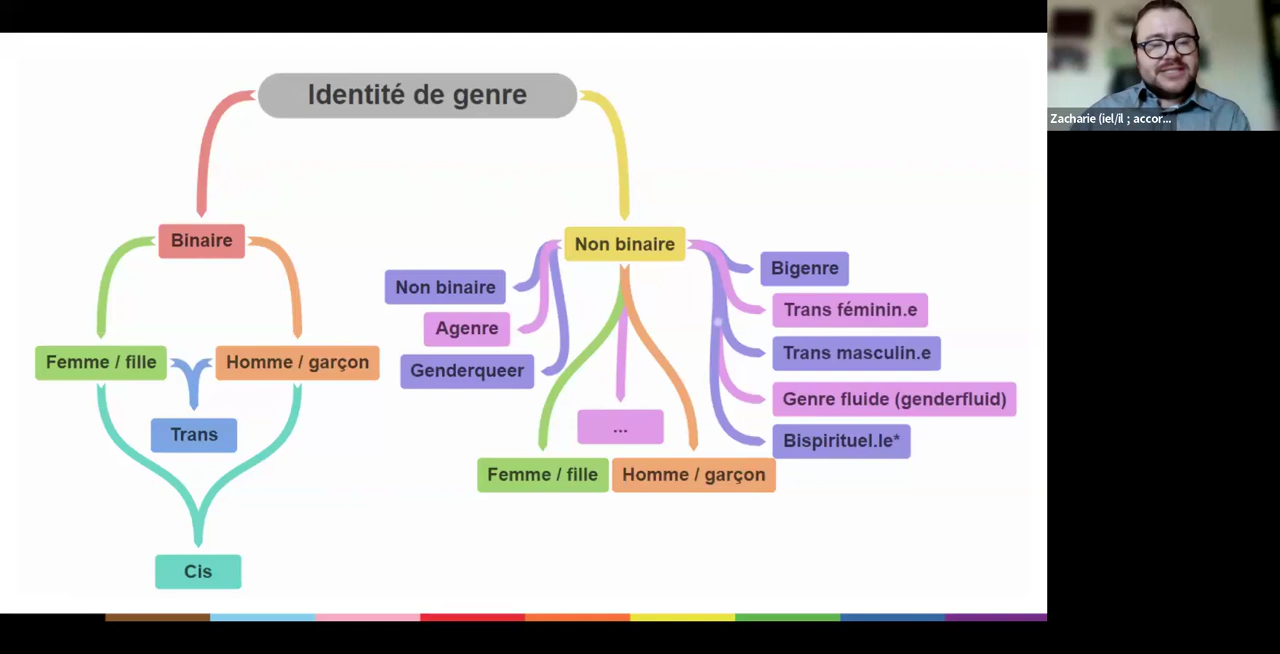 Identité de genre
Zacharie (iel/il ; accor...
Binaire
Non binaire
Femme / fille
Homme / garçon
Trans
Cis
Non binaire
Agenre
Genderqueer
...
Femme / fille
Homme / garçon
Bigenre
Trans féminin.e
Trans masculin.e
Genre fluide (genderfluid)
Bispirituel.le*